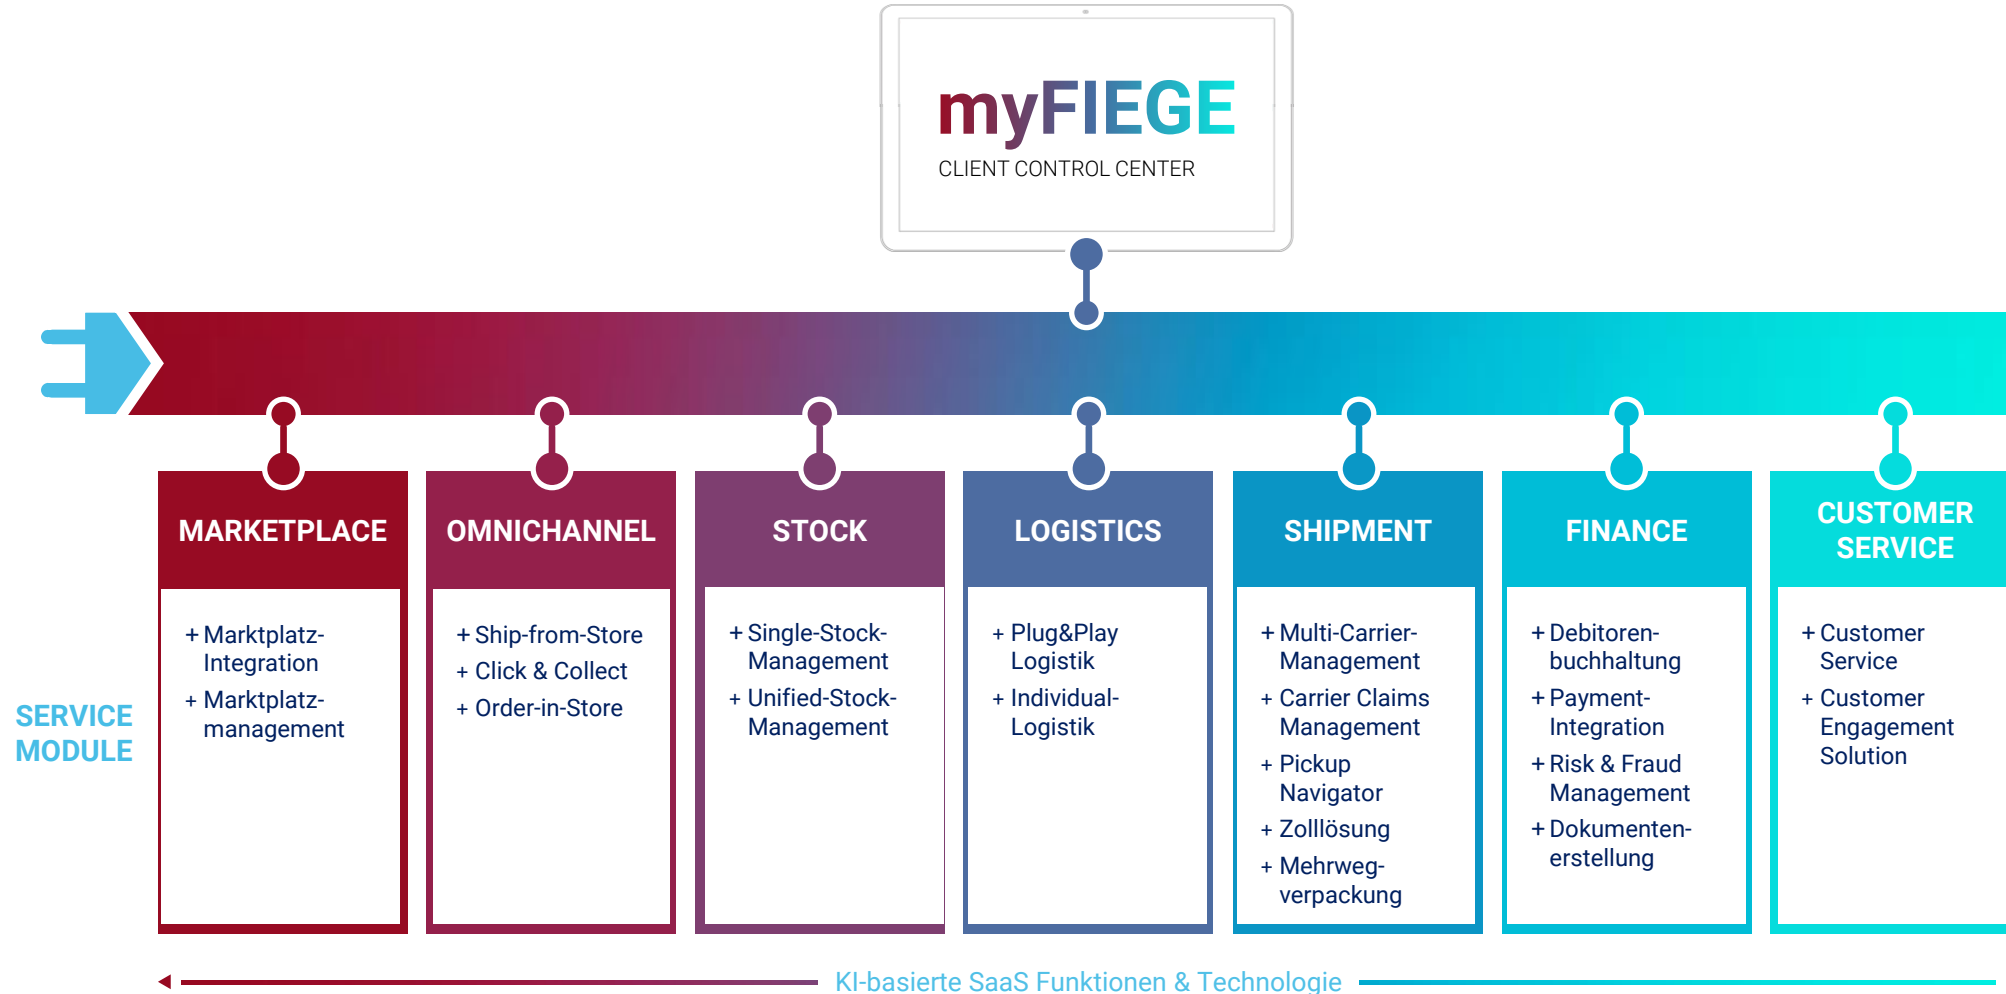 myFIEGE
CLIENT CONTROL CENTER
MARKETPLACE
+ Marktplatz-
Integration
+ Marktplatz-
management
OMNICHANNEL
+ Ship-from-Store
+ Click & Collect
+ Order-in-Store
STOCK
+ Single-Stock-
Management
+ Unified-Stock-
Management
LOGISTICS
+ Plug&Play
Logistik
+ Individual-
Logistik
SHIPMENT
+ Multi-Carrier-
Management
+ Carrier Claims
Management
+ Pickup
Navigator
+ Zolllösung
+ Mehrweg-
verpackung
FINANCE
+ Debitoren-
buchhaltung
+ Payment-
Integration
+ Risk & Fraud
Management
+ Dokumenten-
erstellung
CUSTOMER
SERVICE
+ Customer
Service
+ Customer
Engagement
Solution
SERVICE
MODULE
KI-basierte SaaS Funktionen & Technologie